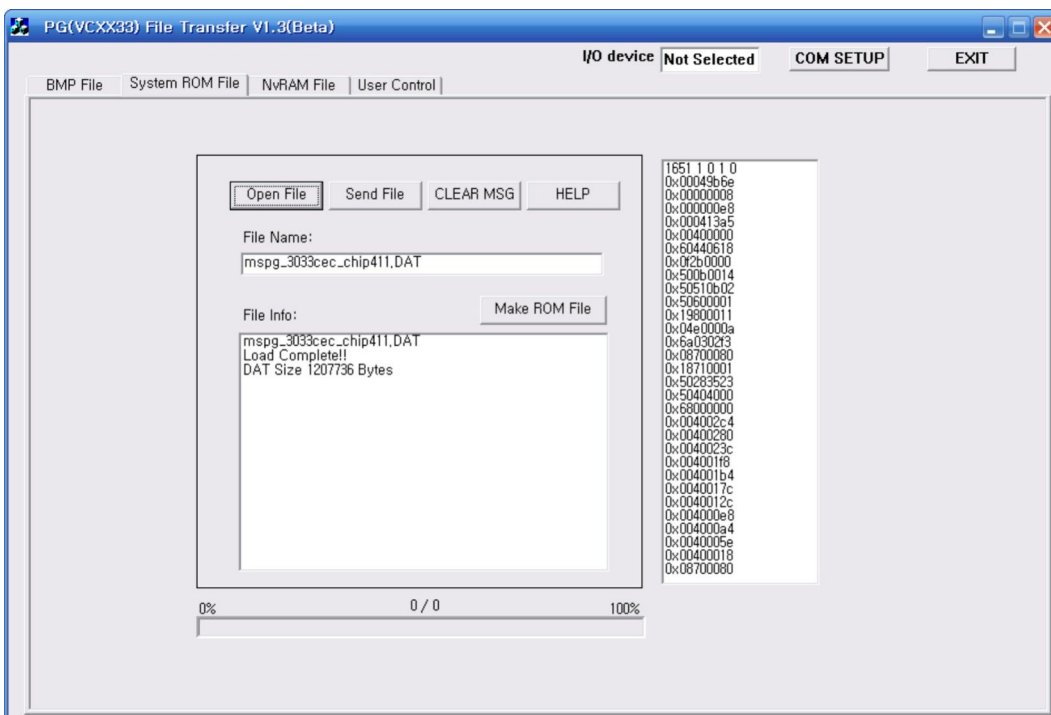 PG(VCXX33) File Transfer V1.3(Beta)
I/O device Not Selected COM SETUP EXIT
BMP File System ROM File NvRAM File User Control
Open File Send File CLEAR MSG HELP
File Name:
mspg_3033cec_chip411.DAT
File Info: Make ROM File
mspg_3033cec_chip411.DAT
Load Complete!!
DAT Size 1207736 Bytes
0% 0 / 0 100%
1651 1 0 1 0
0x00049b6e
0x00000008
0x000000e8
0x000413a5
0x00400000
0x60440618
0x0f2b0000
0x500b0014
0x50510b02
0x50600001
0x19800011
0x04e0000a
0x6a0302f3
0x08700080
0x18710001
0x50283523
0x50404000
0x68000000
0x004002c4
0x00400280
0x0040023c
0x004001f8
0x004001b4
0x0040017c
0x0040012c
0x004000e8
0x004000a4
0x0040005e
0x00400018
0x08700080